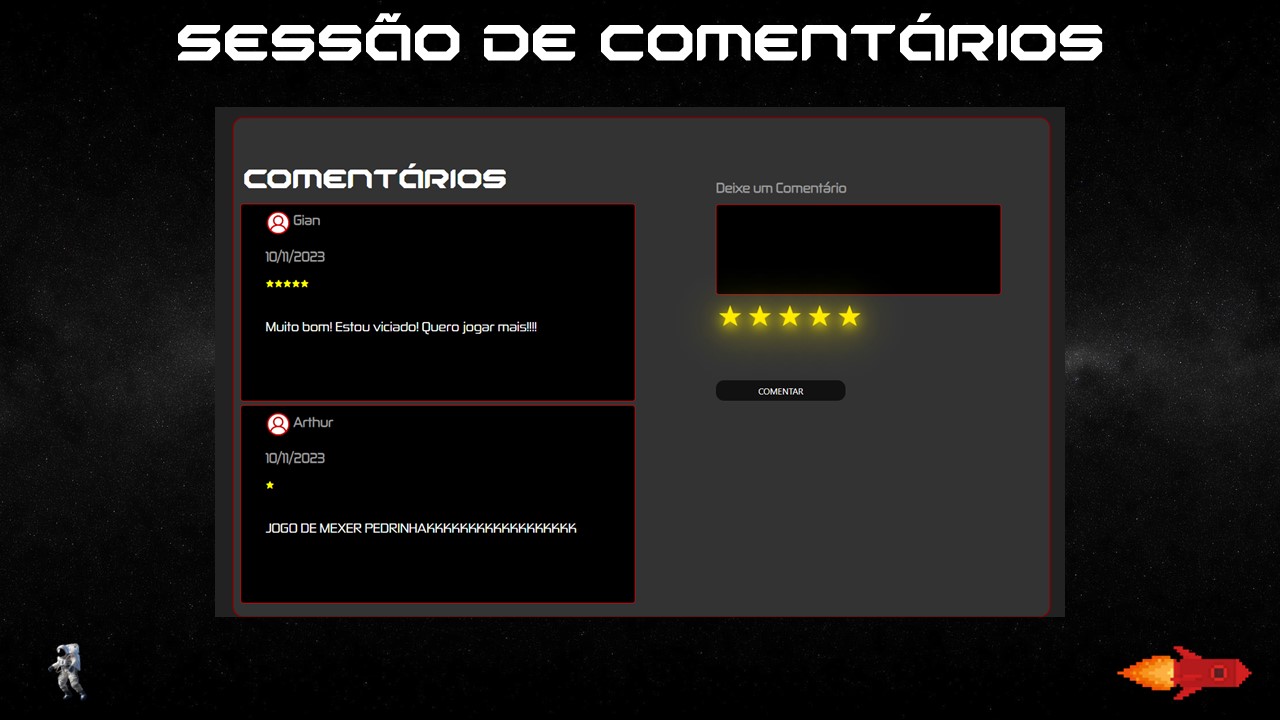 SESSÃO DE COMENTÁRIOS
COMENTÁRIOS
Gian
10/11/2023
Muito bom! Estou viciado! Quero jogar mais!!!!
Arthur
10/11/2023
JOGO DE MEXER PEDRINHAKKKKKKKKKKKKKKKKKK
Deixe um Comentário
COMENTAR